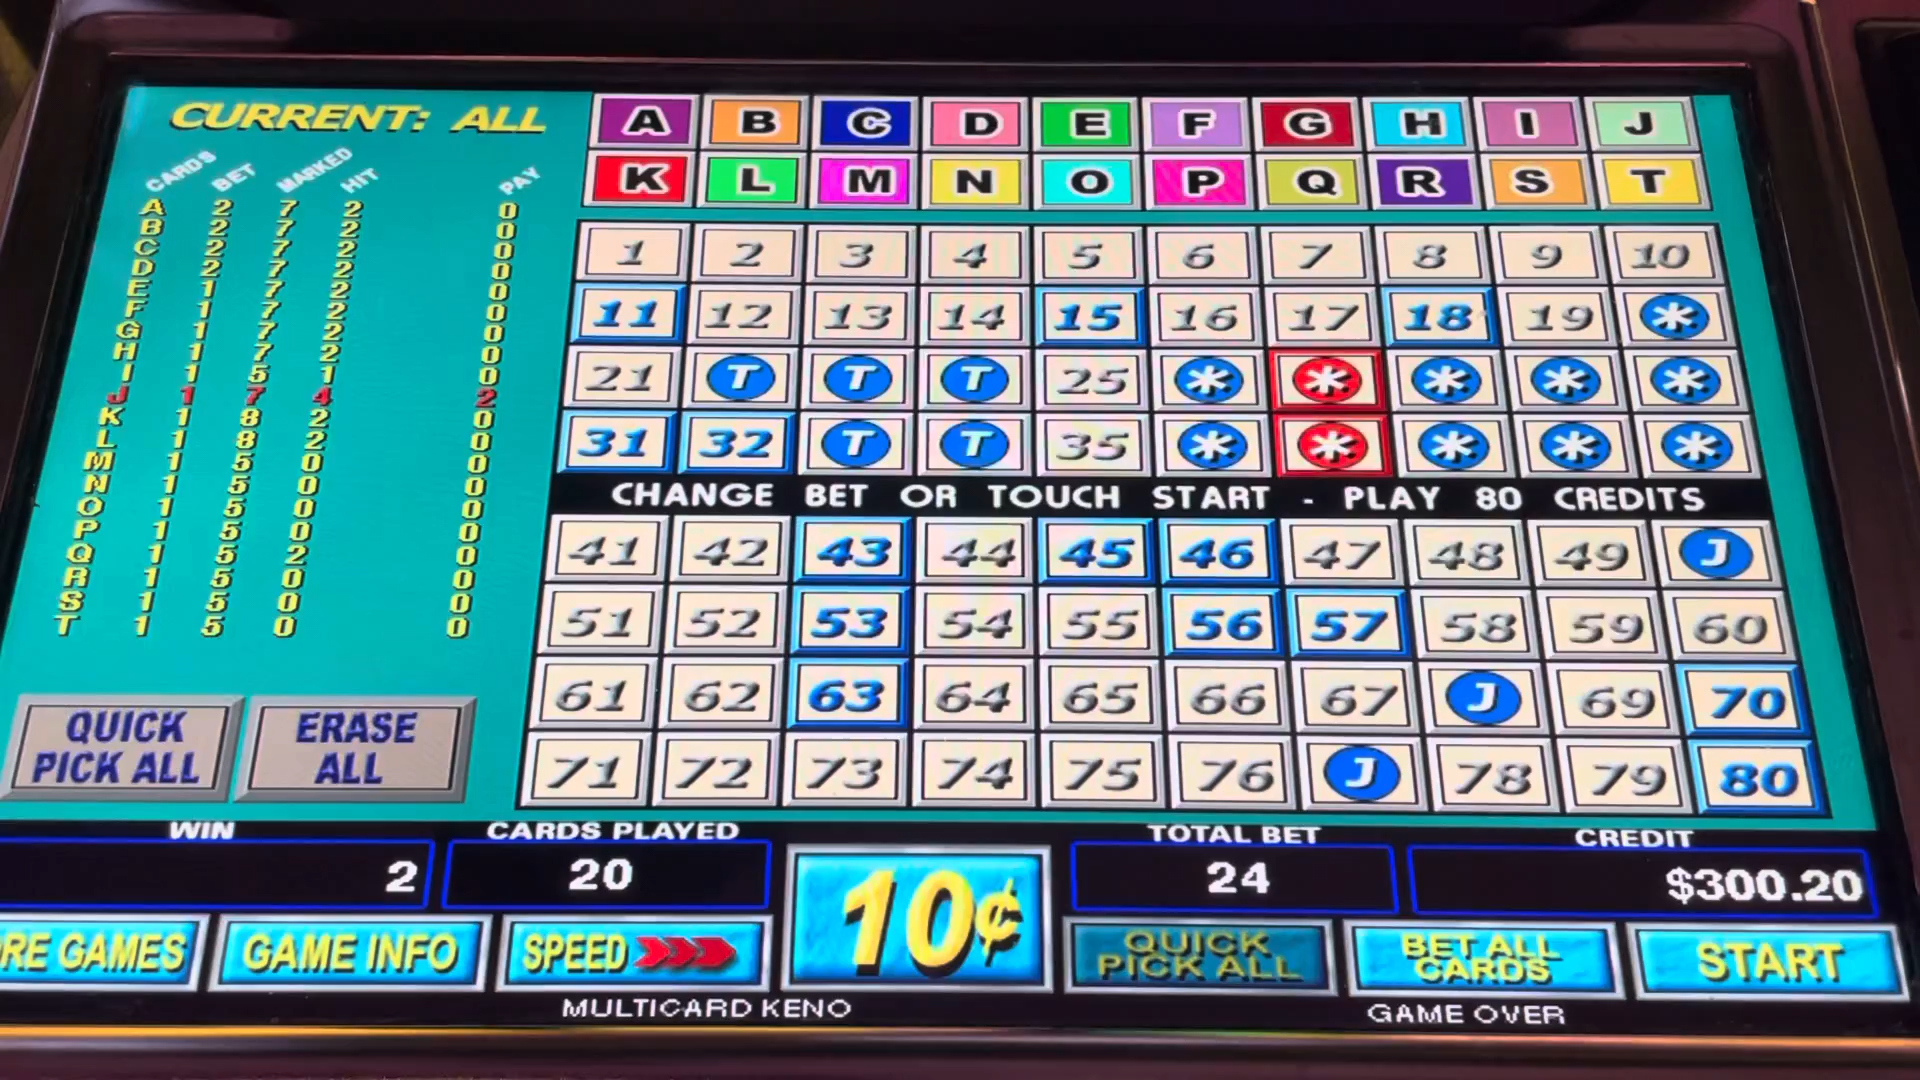 CURRENT: ALL
CARDS BET MARKED HIT PAY
A 2 7 2 0
B 2 7 2 0
C 2 7 2 0
D 2 7 2 0
E 1 7 2 0
F 1 7 2 0
G 1 7 2 0
H 1 7 2 0
I 1 5 1 0
J 1 7 4 2
K 1 8 2 0
L 1 8 2 0
M 1 5 0 0
N 1 5 0 0
O 1 5 0 0
P 1 5 0 0
Q 1 5 2 0
R 1 5 0 0
S 1 5 0 0
T 1 5 0 0
QUICK PICK ALL
ERASE ALL
A B C D E F G H I J
K L M N O P Q R S T
1 2 3 4 5 6 7 8 9 10
11 12 13 14 15 16 17 18 19 *
21 T T T 25 * * * * *
31 32 T T 35 * * * * *
CHANGE BET OR TOUCH START - PLAY 80 CREDITS
41 42 43 44 45 46 47 48 49 J
51 52 53 54 55 56 57 58 59 60
61 62 63 64 65 66 67 J 69 70
71 72 73 74 75 76 J 78 79 80
WIN CARDS PLAYED TOTAL BET CREDIT
2 20 10¢ 24 $300.20
RE GAMES GAME INFO SPEED QUICK PICK ALL BET ALL CARDS START
MULTICARD KENO GAME OVER